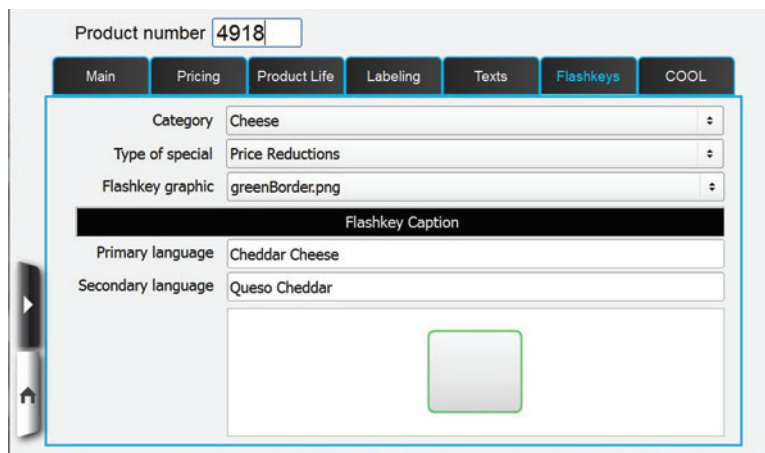 Product number 4918
Main Pricing Product Life Labeling Texts Flashkeys COOL
Category Cheese
Type of special Price Reductions
Flashkey graphic greenBorder.png
Flashkey Caption
Primary language Cheddar Cheese
Secondary language Queso Cheddar